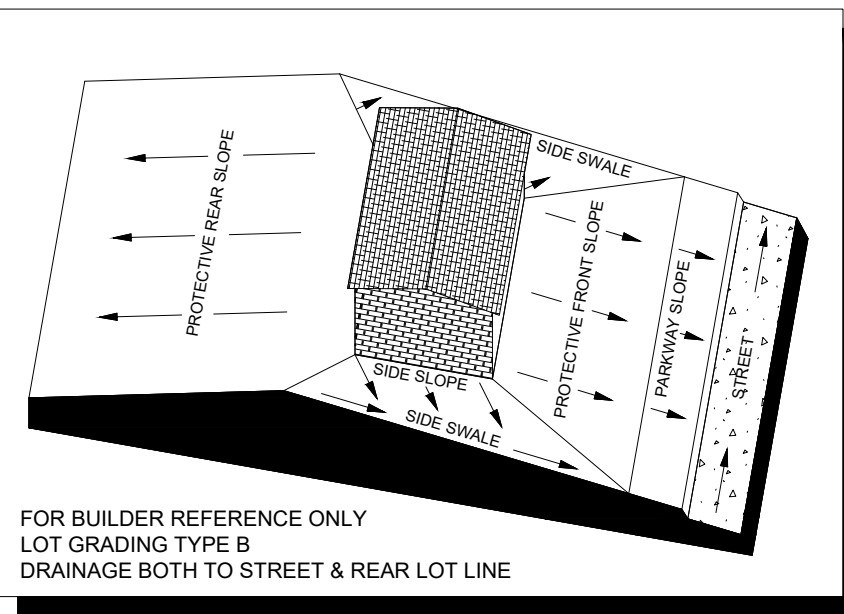 SIDE SWALE
PROTECTIVE REAR SLOPE
PROTECTIVE FRONT SLOPE
PARKWAY SLOPE
STREET
SIDE SLOPE
SIDE SWALE
FOR BUILDER REFERENCE ONLY
LOT GRADING TYPE B
DRAINAGE BOTH TO STREET & REAR LOT LINE